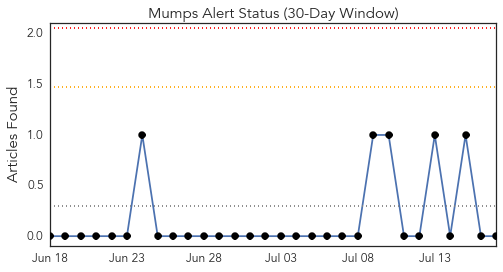 Mumps Alert Status (30-Day Window)
Articles Found
2.0
1.5
1.0
0.5
0.0
Jun 18 Jun 23 Jun 28 Jul 03 Jul 08 Jul 13